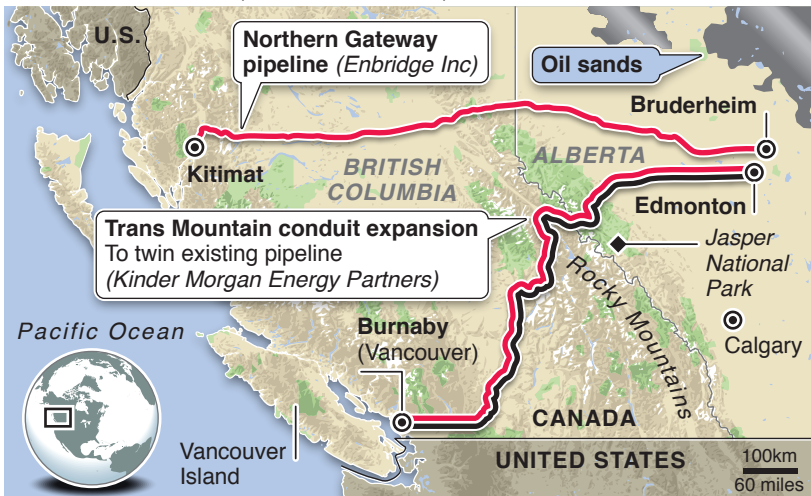 U.S.
Northern Gateway
pipeline (Enbridge Inc)
Oil sands
Bruderheim
Kitimat
BRITISH
COLUMBIA
ALBERTA
Edmonton
Trans Mountain conduit expansion
To twin existing pipeline
(Kinder Morgan Energy Partners)
Jasper
National
Park
Rocky Mountains
Pacific Ocean
Burnaby
(Vancouver)
Calgary
Vancouver
Island
CANADA
UNITED STATES
100km
60 miles